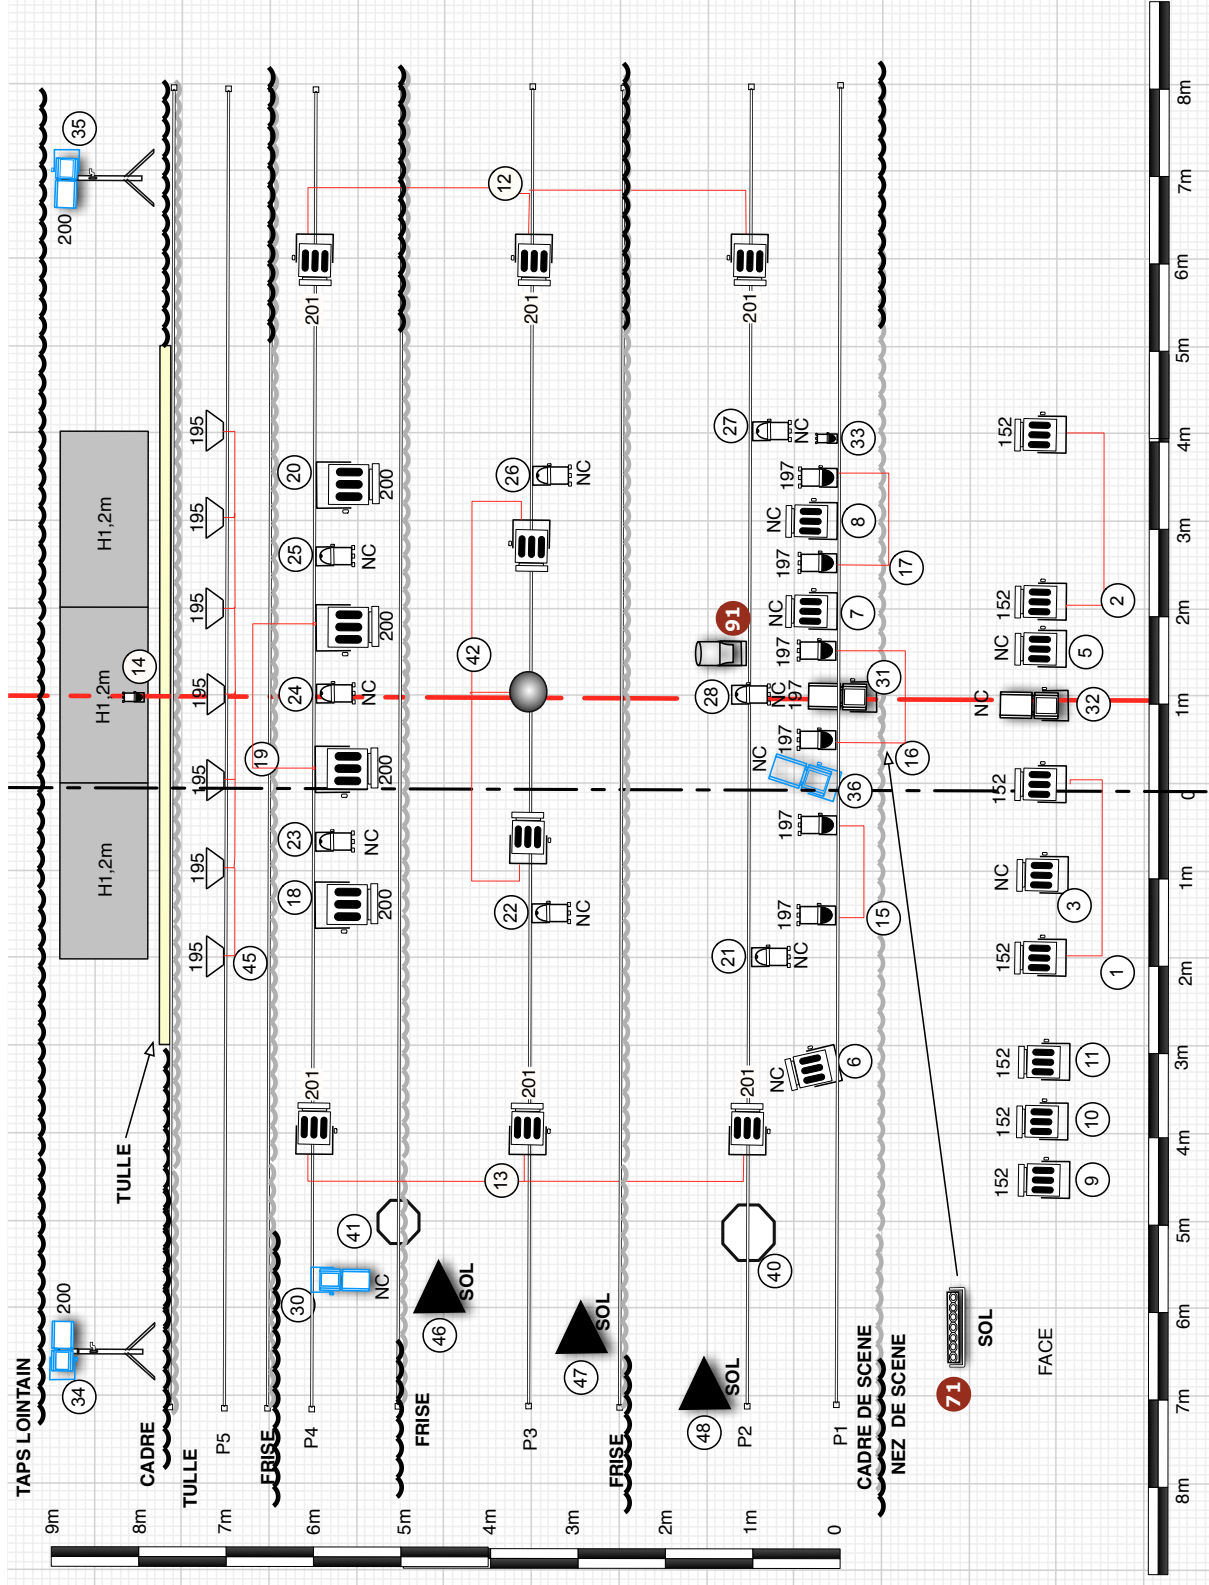 TAPS LOINTAIN
9m
34
200
200
35
CADRE
8m
TULLE
H1,2m
H1,2m
H1,2m
14
TULLE
P5
7m
45
195
195
195
195
195
195
195
FRISE
19
P4
6m
30
201
18
23
24
25
20
201
NC
200
NC
200
NC
200
NC
200
FRISE
5m
41
46
SOL
P3
4m
13
201
22
42
26
201
12
NC
NC
3m
47
SOL
FRISE
2m
48
SOL
P2
1m
40
201
21
28
91
27
201
NC
NC
NC
P1
0
NC
6
197
15
197
NC
36
197
16
197
31
197
NC
7
197
17
NC
8
197
33
CADRE DE SCENE
NEZ DE SCENE
71
SOL
FACE
152
9
152
10
152
11
152
1
NC
3
152
NC
32
NC
5
152
2
152
8m
7m
6m
5m
4m
3m
2m
1m
0
1m
2m
3m
4m
5m
6m
7m
8m